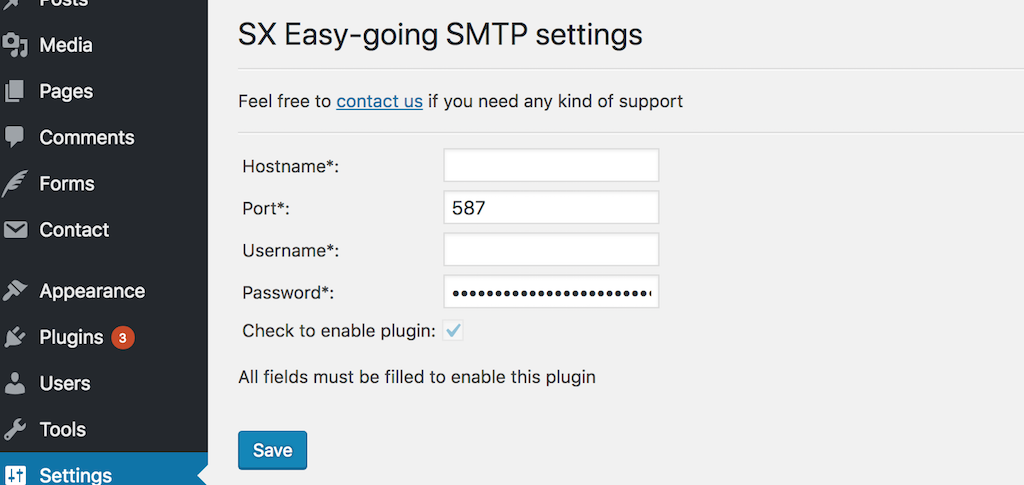 Posts
Media
Pages
Comments
Forms
Contact
Appearance
Plugins 3
Users
Tools
Settings
SX Easy-going SMTP settings
Feel free to contact us if you need any kind of support
Hostname*:
Port*: 587
Username*:
Password*: ••••••••••••••••••••••••
Check to enable plugin:
All fields must be filled to enable this plugin
Save